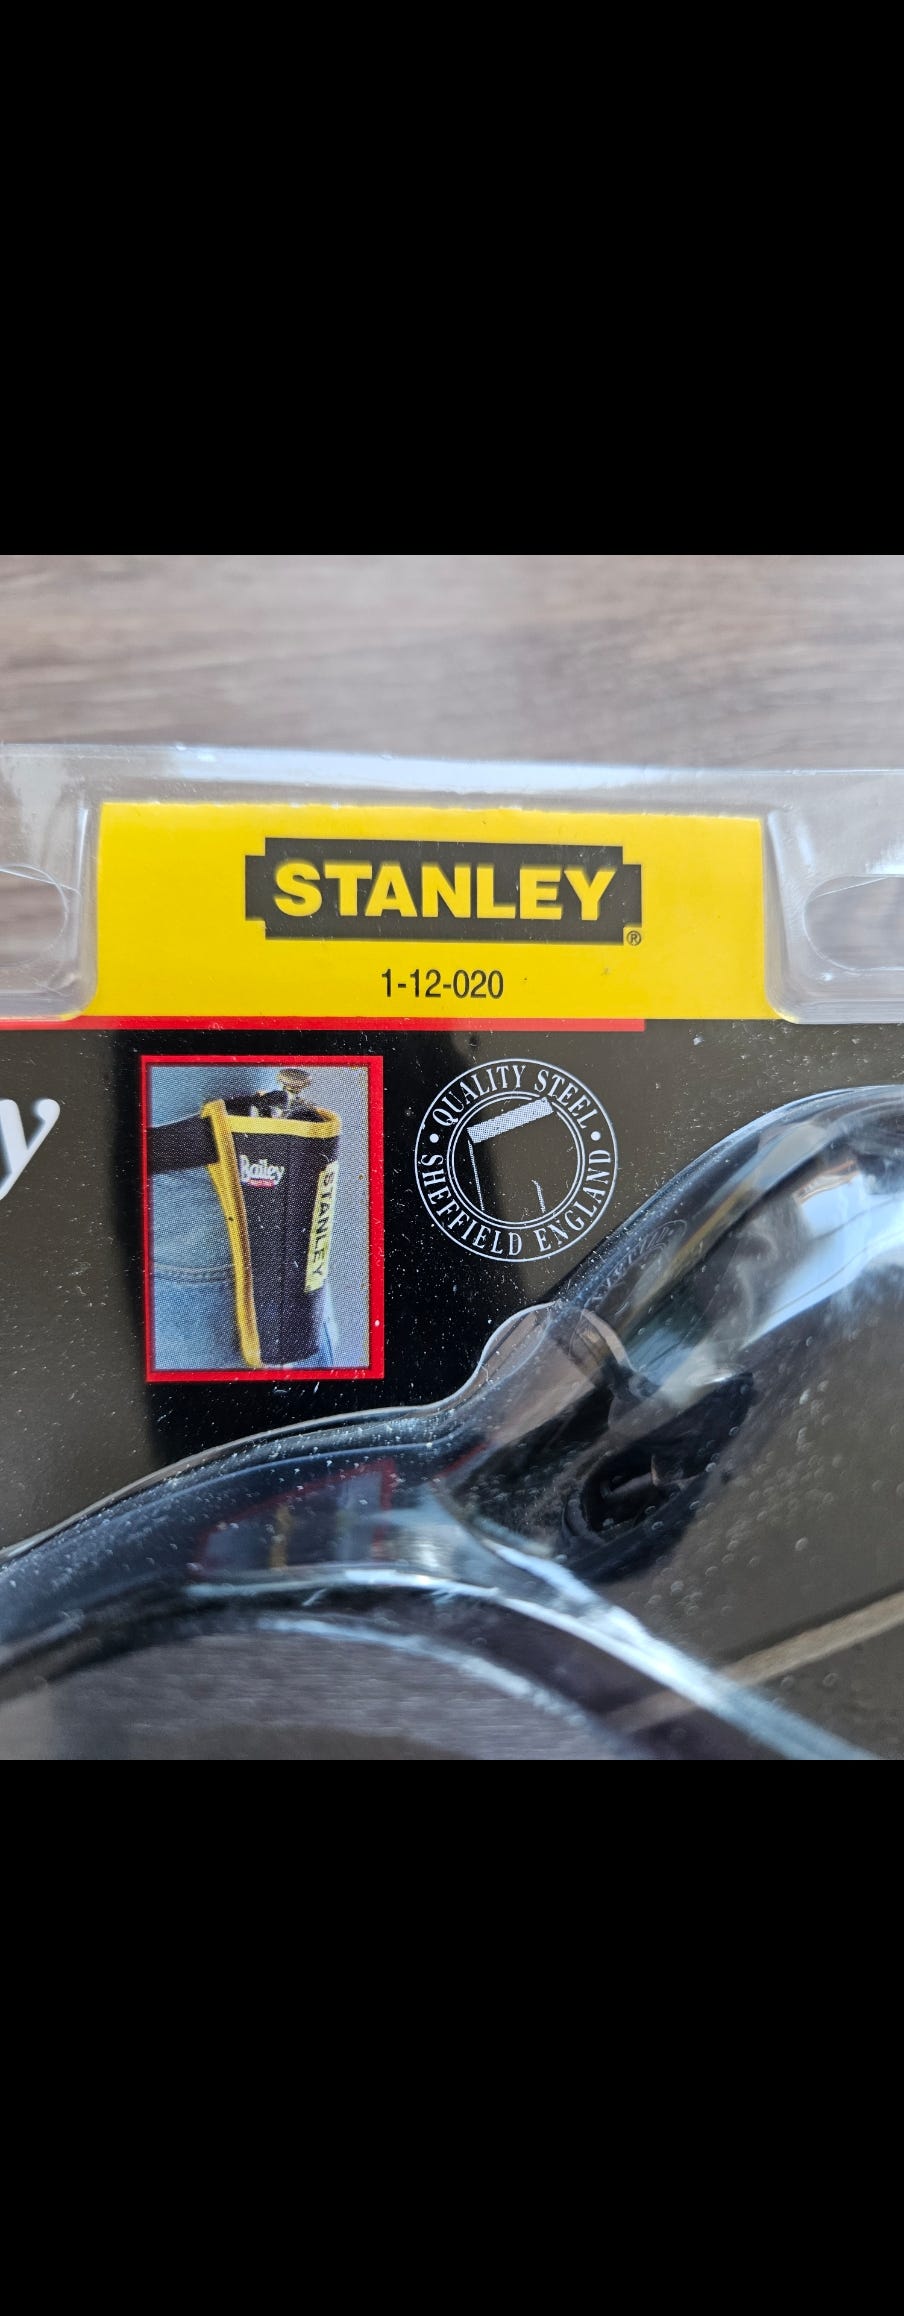 STANLEY®
1-12-020
y
Bailey
STANLEY
• QUALITY STEEL •
SHEFFIELD ENGLAND